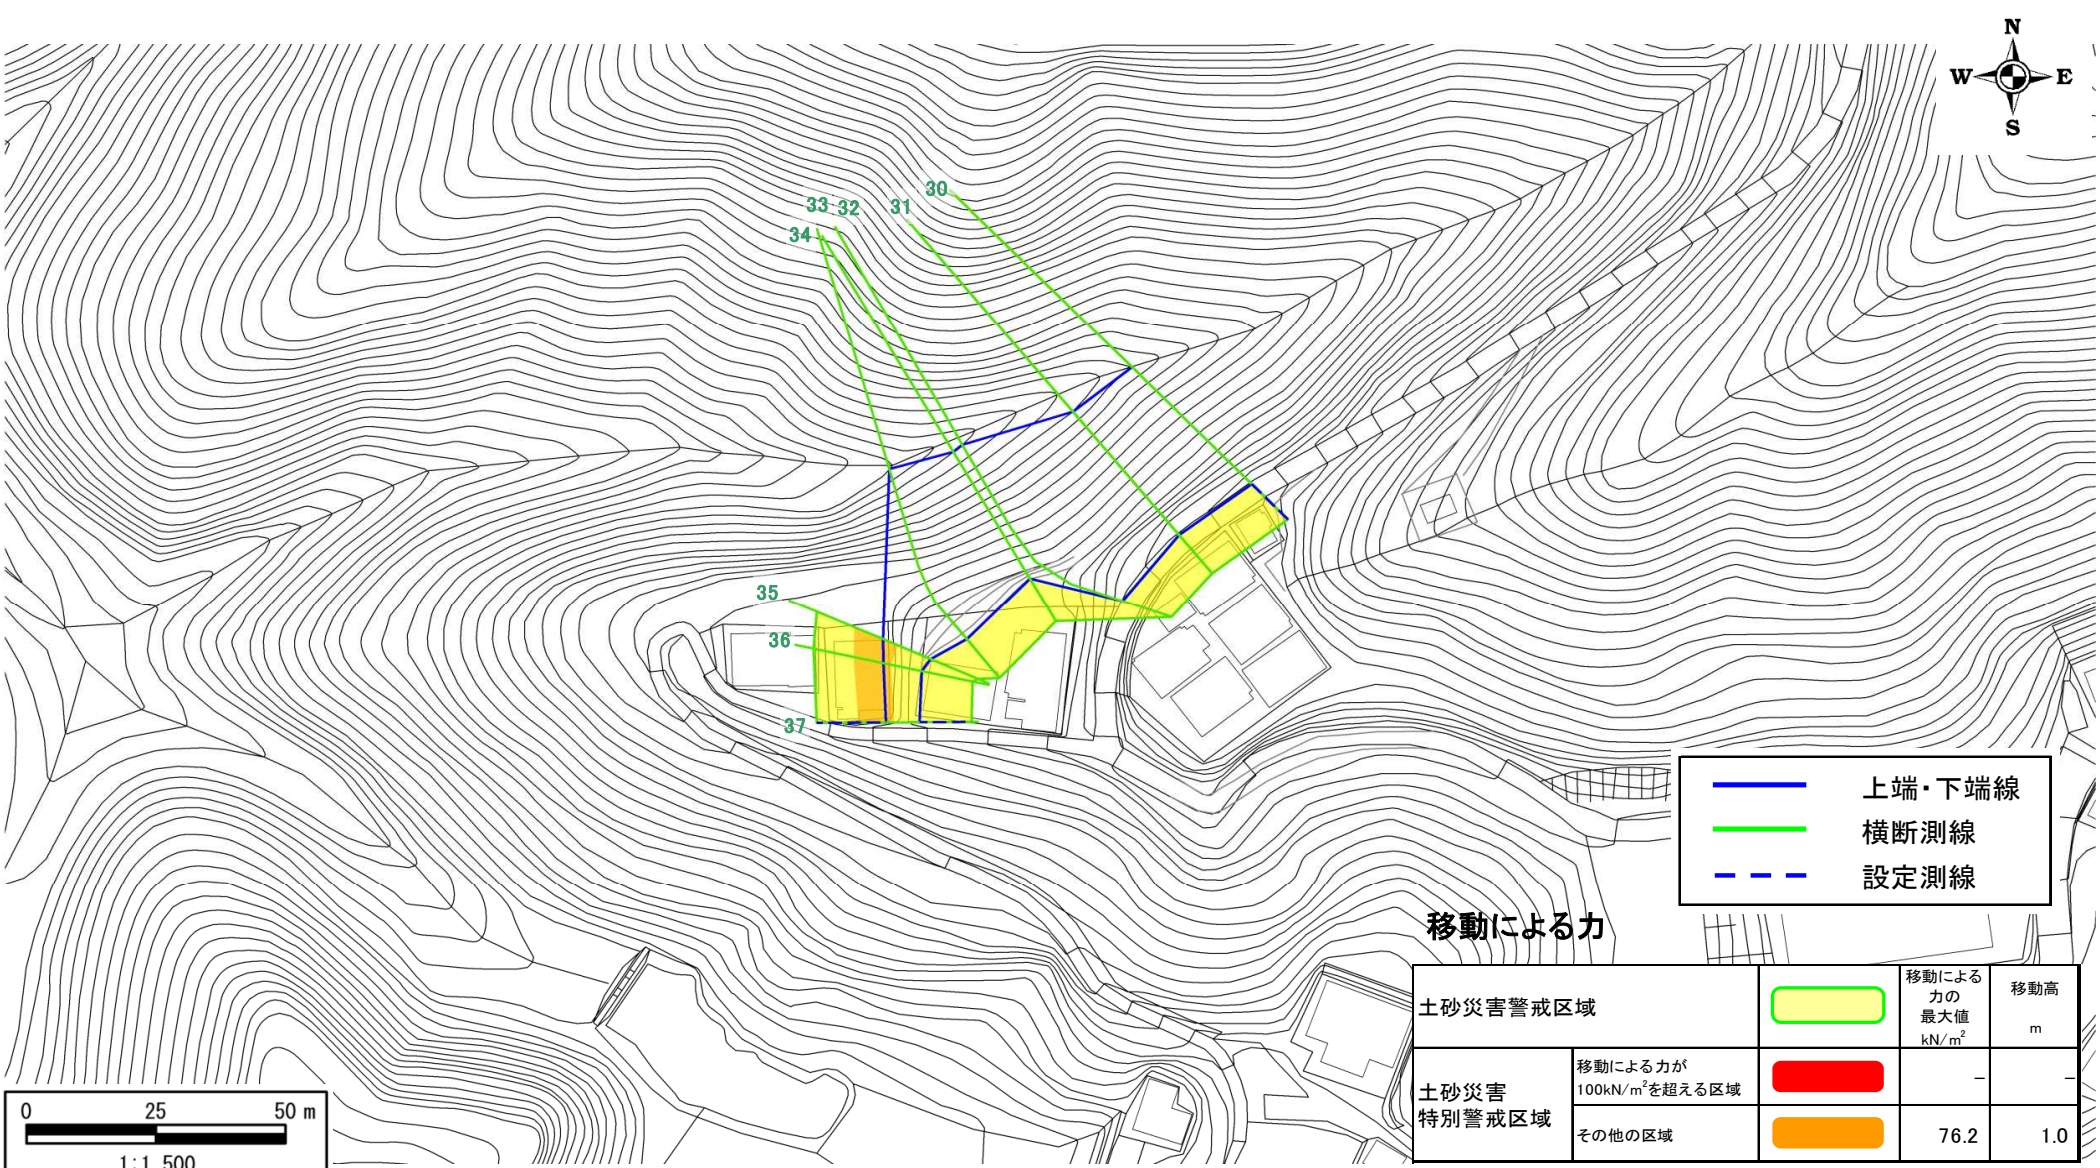 N
W E
S
30
33 32 31
34
35
36
37
上端・下端線
横断測線
設定測線
移動による力
土砂災害警戒区域
移動による
力の
最大値
kN/m²
移動高
m
土砂災害
特別警戒区域
移動による力が
100kN/m²を超える区域
－ －
その他の区域
76.2 1.0
0 25 50 m
1:1,500